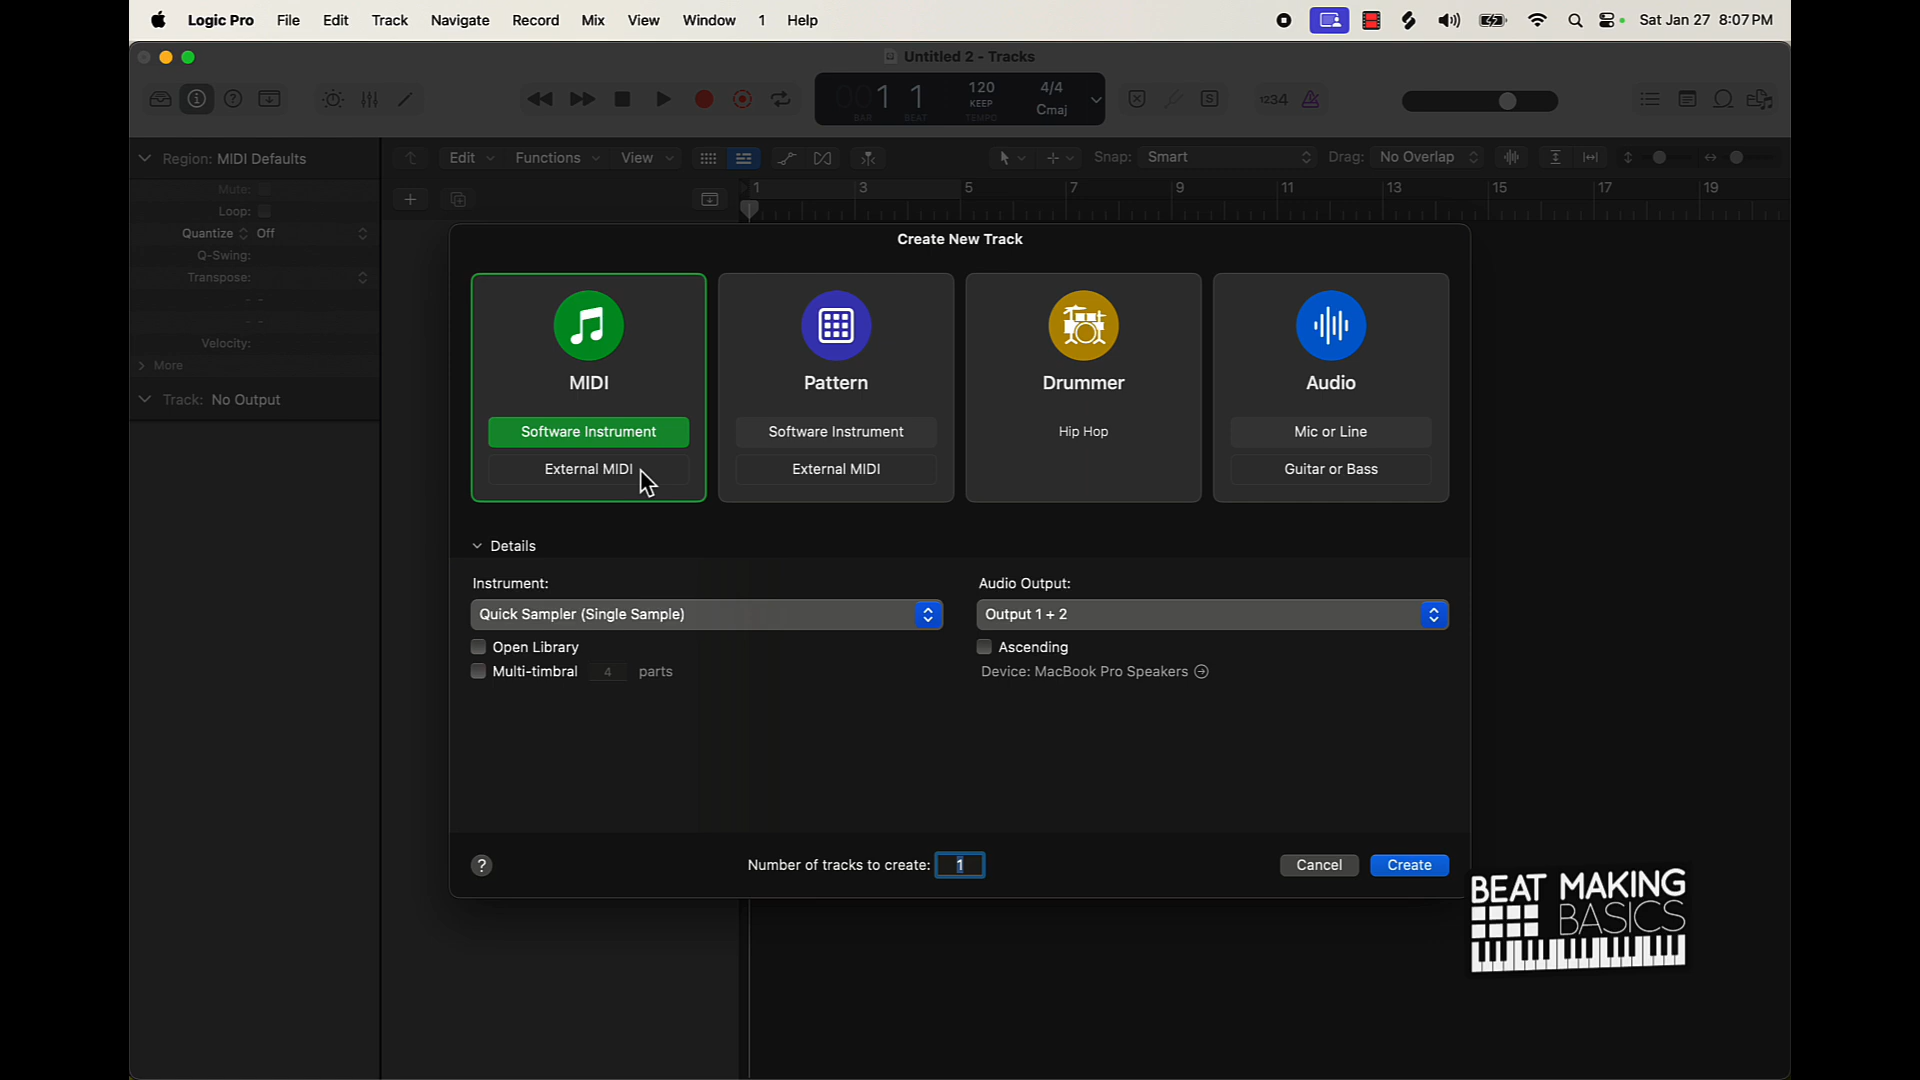 Logic Pro File Edit Track Navigate Record Mix View Window 1 Help Sat Jan 27 8:07 PM
Untitled 2 - Tracks
001 1 120 4/4 1234
KEEP Cmaj
BAR BEAT TEMPO
Region: MIDI Defaults Edit Functions View Snap: Smart Drag: No Overlap
1 3 5 7 9 11 13 15 17 19
Mute:
Loop:
Quantize Off
Q-Swing:
Transpose:
- -
- -
Velocity:
More
Track: No Output
Create New Track
MIDI
Software Instrument
External MIDI
Pattern
Software Instrument
External MIDI
Drummer
Hip Hop
Audio
Mic or Line
Guitar or Bass
Details
Instrument:
Quick Sampler (Single Sample)
Open Library
Multi-timbral 4 parts
Audio Output:
Output 1 + 2
Ascending
Device: MacBook Pro Speakers
? Number of tracks to create: 1 Cancel Create
BEAT MAKING
BASICS